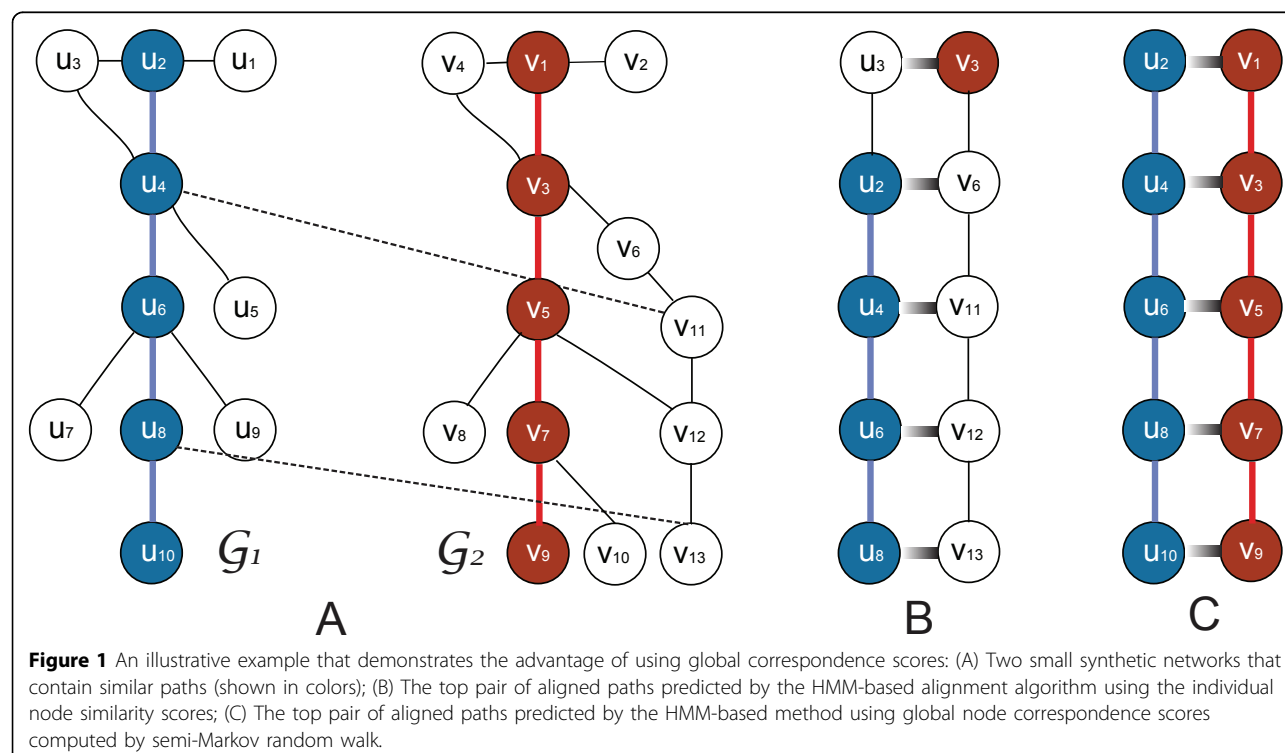 u3 u2 u1 v4 v1 v2 u3 v3 u2 v1
u4 v3 u2 v6 u4 v3
v6
u6 u5 v5 v11 u4 v11 u6 v5
u7 u8 u9 v8 v7 v12 u6 v12 u8 v7
u10 G1 G2 v9 v10 v13 u8 v13 u10 v9
A B C
Figure 1 An illustrative example that demonstrates the advantage of using global correspondence scores: (A) Two small synthetic networks that
contain similar paths (shown in colors); (B) The top pair of aligned paths predicted by the HMM-based alignment algorithm using the individual
node similarity scores; (C) The top pair of aligned paths predicted by the HMM-based method using global node correspondence scores
computed by semi-Markov random walk.